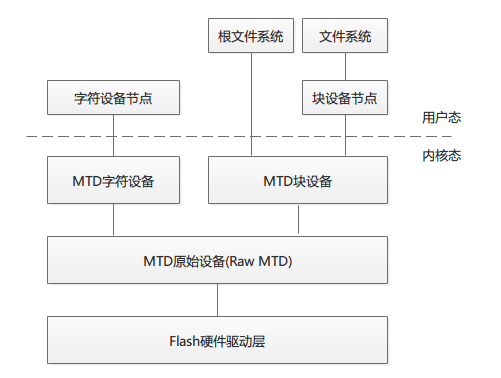 根文件系统
文件系统
字符设备节点
块设备节点
用户态
内核态
MTD字符设备
MTD块设备
MTD原始设备(Raw MTD)
Flash硬件驱动层